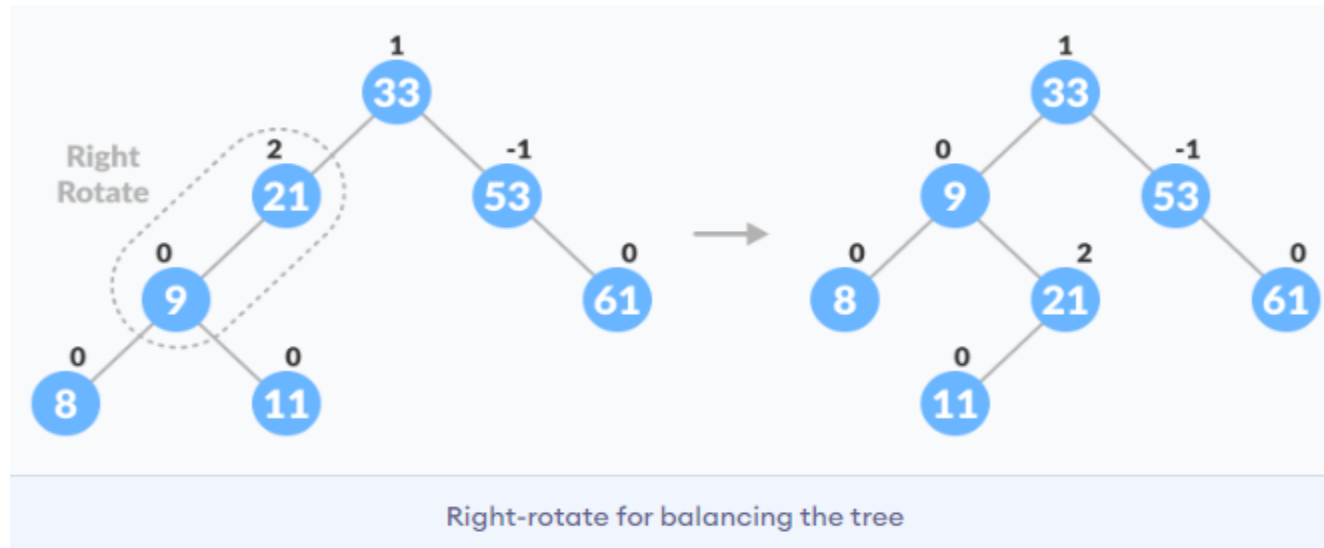 1 1
33 33
Right 2 -1 0 -1
Rotate 21 53 9 53
0 0 0 2 0
9 61 8 21 61
0 0 0
8 11 11
Right-rotate for balancing the tree